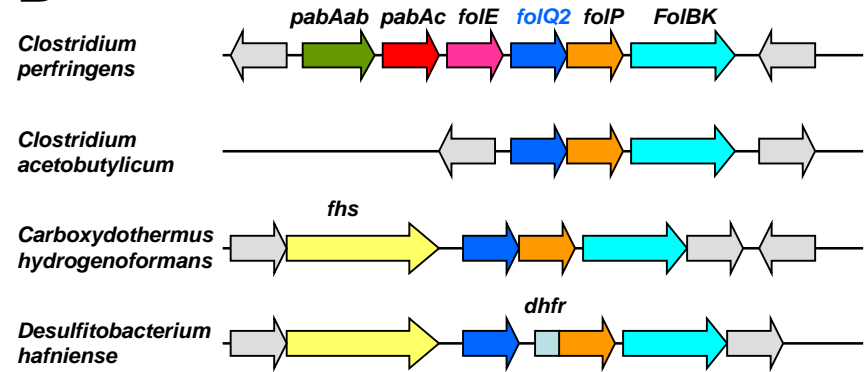 pabAab pabAc folE folQ2 folP FolBK
Clostridium
perfringens
Clostridium
acetobutylicum
fhs
Carboxydothermus
hydrogenoformans
dhfr
Desulfitobacterium
hafniense